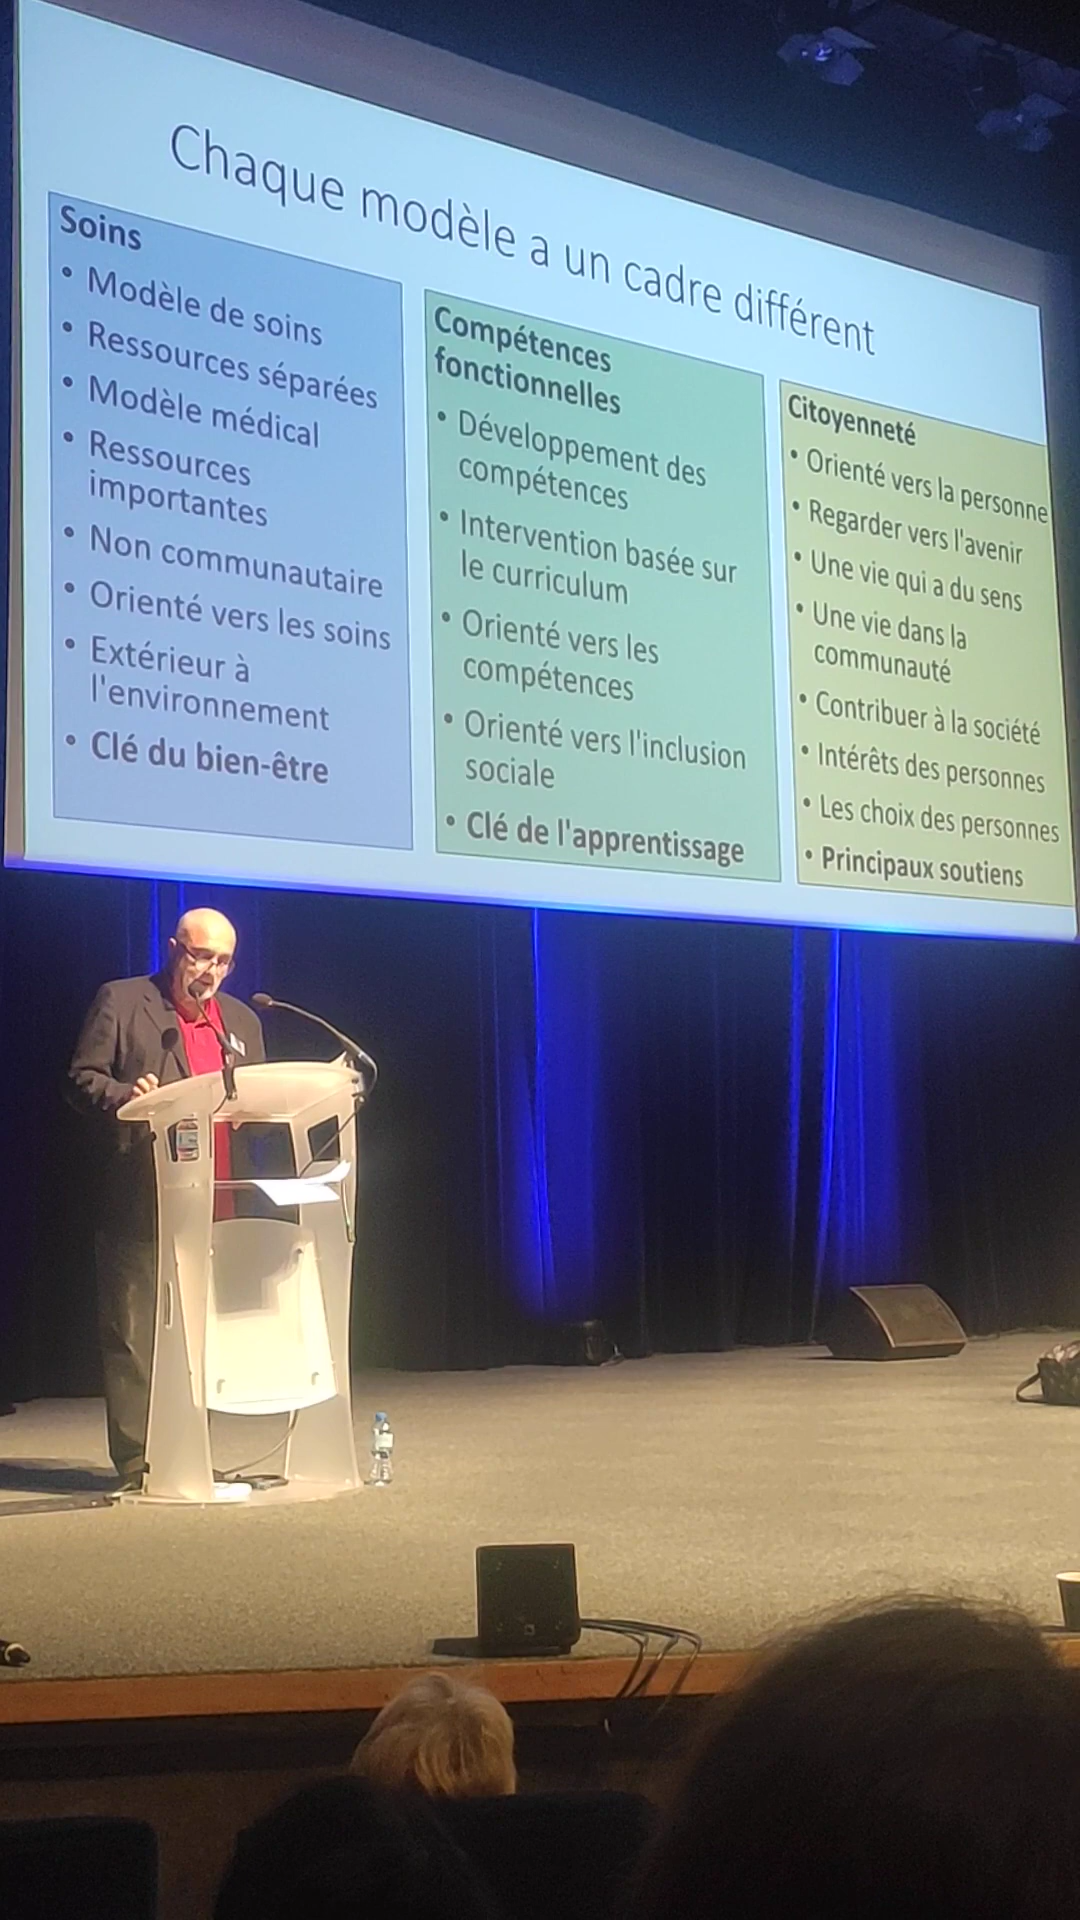 Chaque modèle a un cadre différent
Soins
• Modèle de soins
• Ressources séparées
• Modèle médical
• Ressources
importantes
• Non communautaire
• Orienté vers les soins
• Extérieur à
l'environnement
• Clé du bien-être
Compétences
fonctionnelles
• Développement des
compétences
• Intervention basée sur
le curriculum
• Orienté vers les
compétences
• Orienté vers l'inclusion
sociale
• Clé de l'apprentissage
Citoyenneté
• Orienté vers la personne
• Regarder vers l'avenir
• Une vie qui a du sens
• Une vie dans la
communauté
• Contribuer à la société
• Intérêts des personnes
• Les choix des personnes
• Principaux soutiens